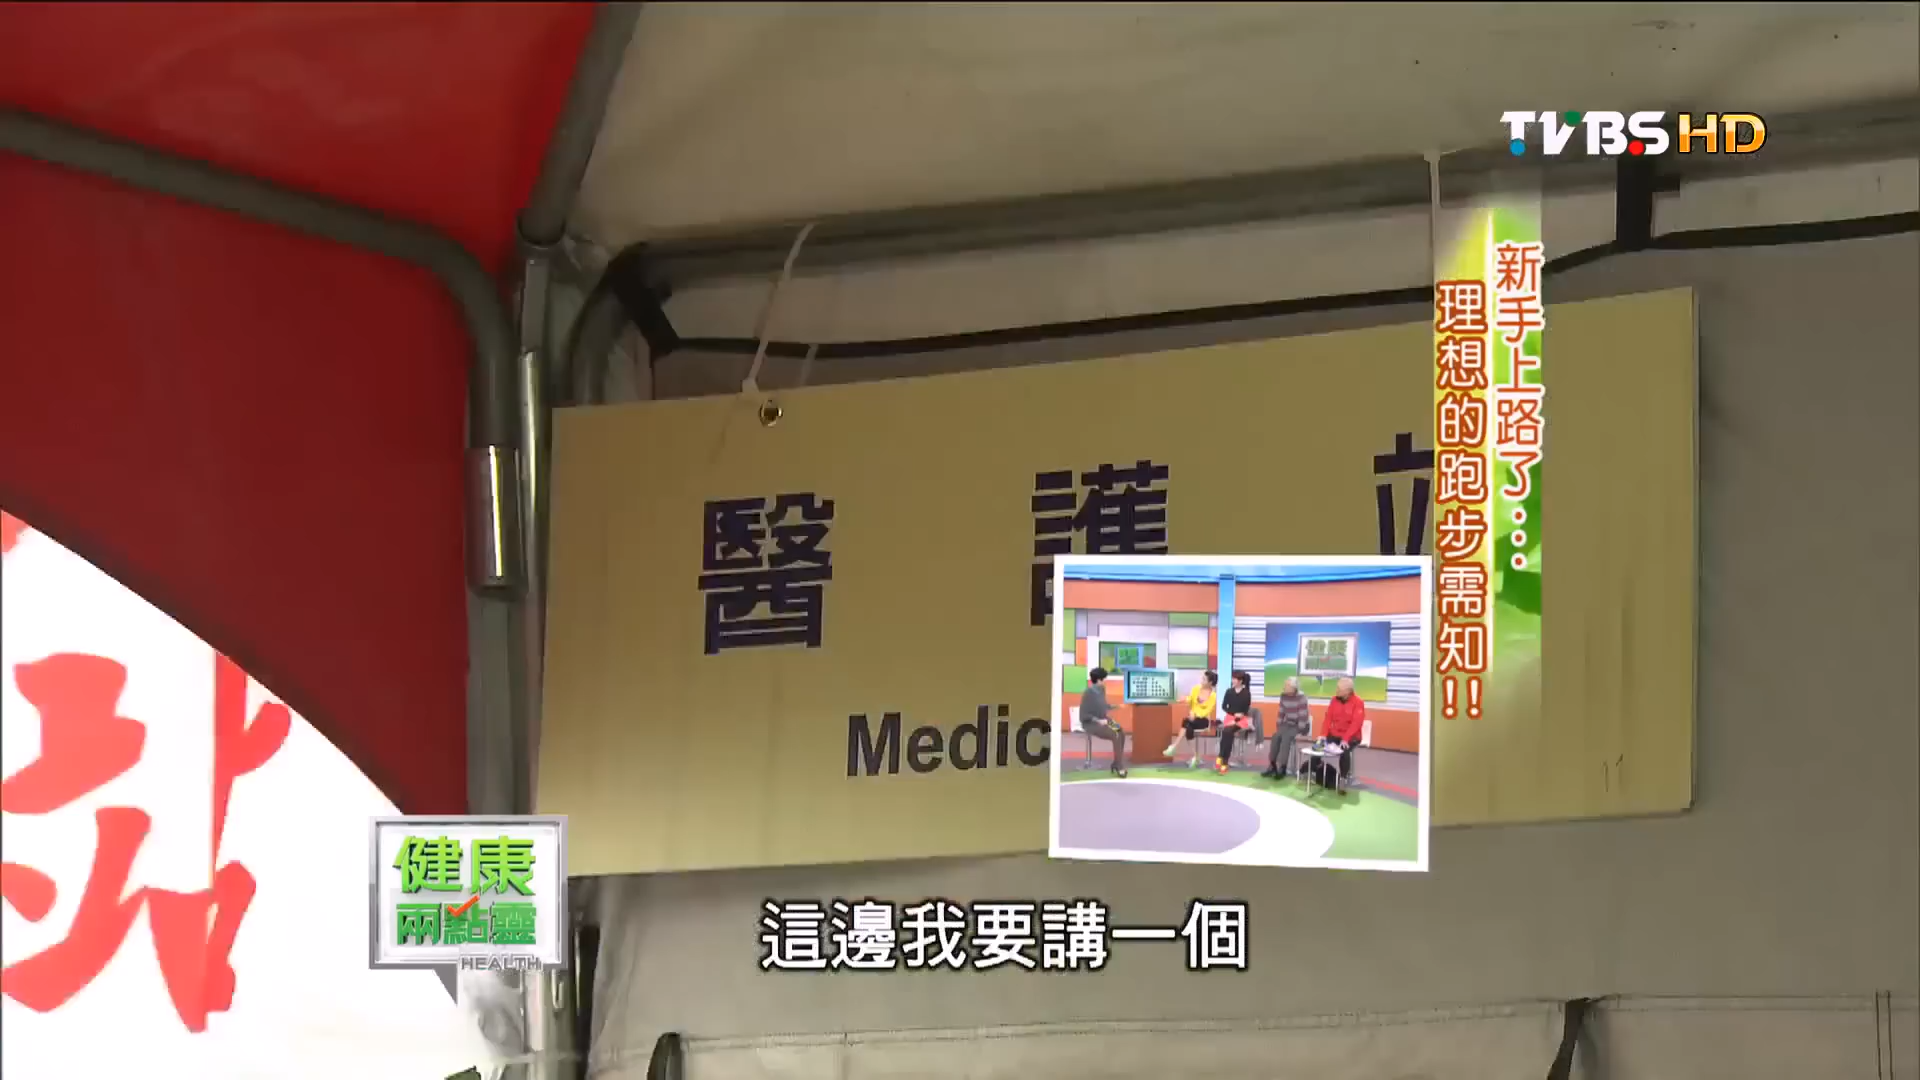 TVBS HD
新手上路了…
理想的跑步需知!!
醫護站
Medic
健康
兩點靈
HEALTH
這邊我要講一個